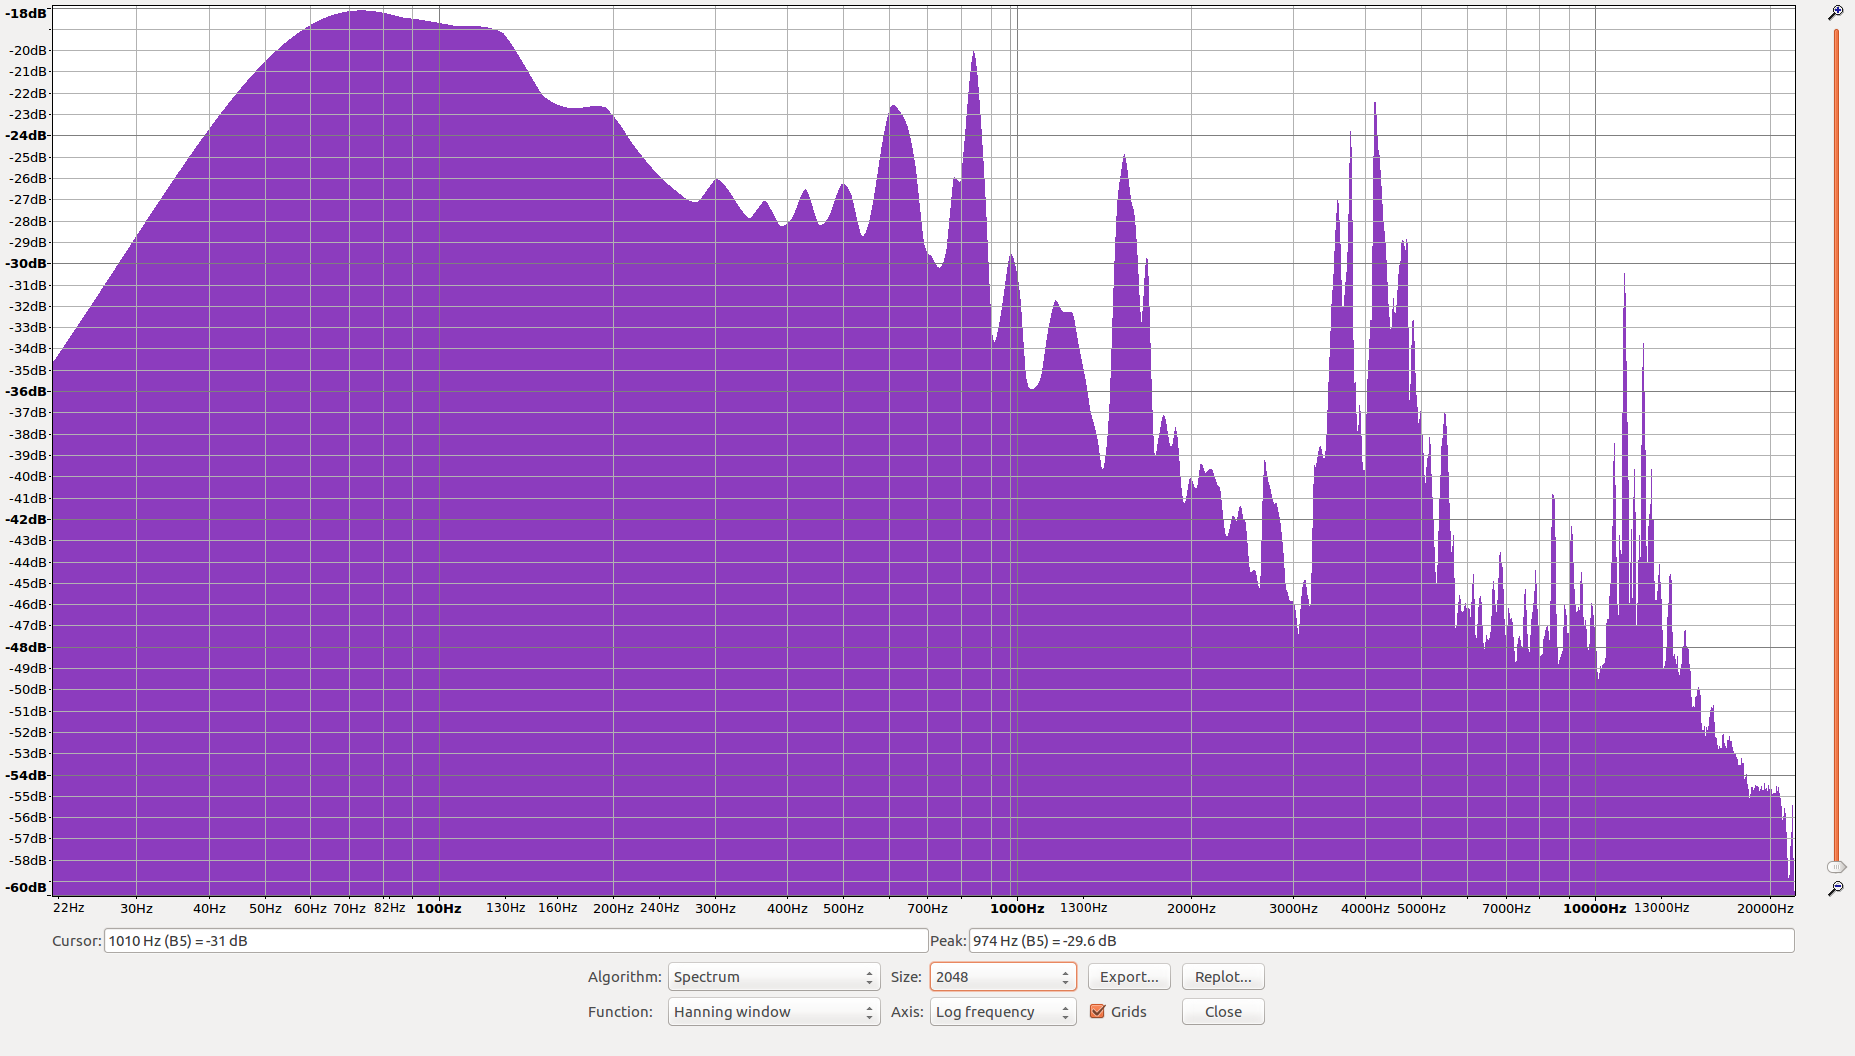 -18dB
-20dB
-21dB
-22dB
-23dB
-24dB
-25dB
-26dB
-27dB
-28dB
-29dB
-30dB
-31dB
-32dB
-33dB
-34dB
-35dB
-36dB
-37dB
-38dB
-39dB
-40dB
-41dB
-42dB
-43dB
-44dB
-45dB
-46dB
-47dB
-48dB
-49dB
-50dB
-51dB
-52dB
-53dB
-54dB
-55dB
-56dB
-57dB
-58dB
-60dB
22Hz 30Hz 40Hz 50Hz 60Hz 70Hz 82Hz 100Hz 130Hz 160Hz 200Hz 240Hz 300Hz 400Hz 500Hz 700Hz 1000Hz 1300Hz 2000Hz 3000Hz 4000Hz 5000Hz 7000Hz 10000Hz 13000Hz 20000Hz
Cursor: 1010 Hz (B5) = -31 dB Peak: 974 Hz (B5) = -29.6 dB
Algorithm: Spectrum Size: 2048 Export... Replot...
Function: Hanning window Axis: Log frequency Grids Close